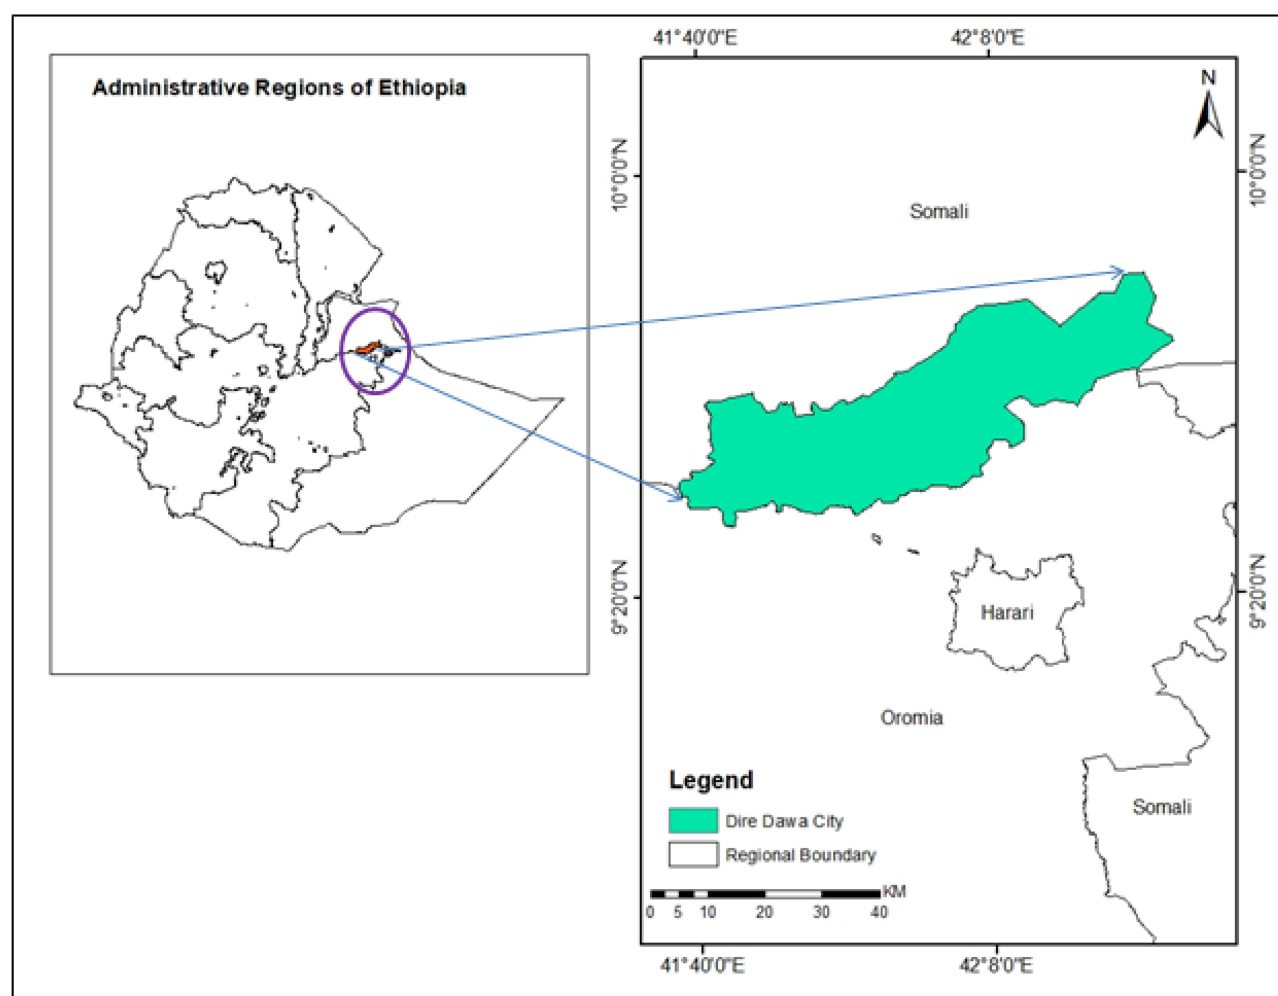 Administrative Regions of Ethiopia
41°40'0"E
42°8'0"E
N
10°0'0"N
10°0'0"N
Somali
9°20'0"N
9°20'0"N
Harari
Oromia
Legend
Dire Dawa City
Regional Boundary
Somali
KM
0 5 10 20 30 40
41°40'0"E
42°8'0"E